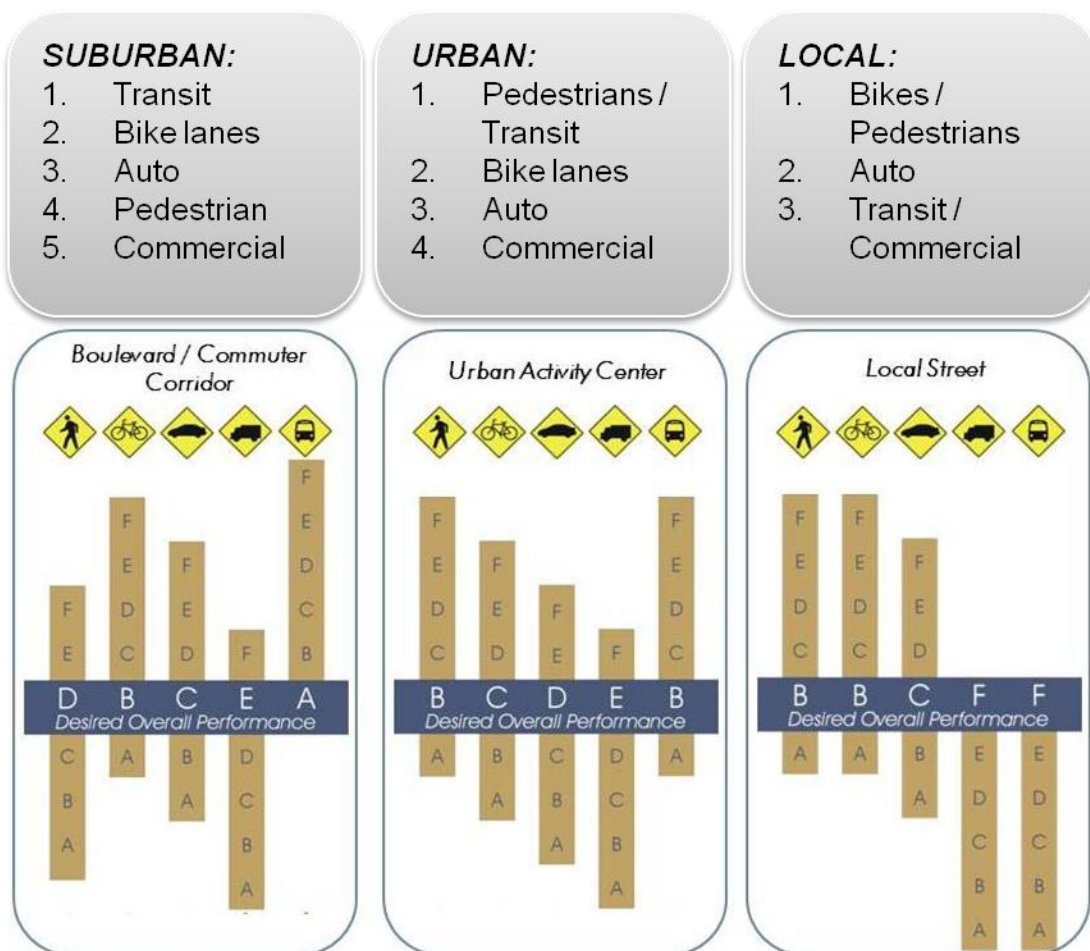 SUBURBAN:
1. Transit
2. Bike lanes
3. Auto
4. Pedestrian
5. Commercial
URBAN:
1. Pedestrians /
Transit
2. Bike lanes
3. Auto
4. Commercial
LOCAL:
1. Bikes /
Pedestrians
2. Auto
3. Transit /
Commercial
Boulevard / Commuter
Corridor
F
F E
F E D
F E D C
E F D C B
D B C E A
Desired Overall Performance
C A B D
B A C
A B
A
Urban Activity Center
F F
E F E
D E F D
C D E F C
B C D E B
Desired Overall Performance
A B C D A
A B C
A B
A
Local Street
F F
E E F
D D E
C C D
B B C F F
Desired Overall Performance
A A B E E
A D D
C C
B B
A A